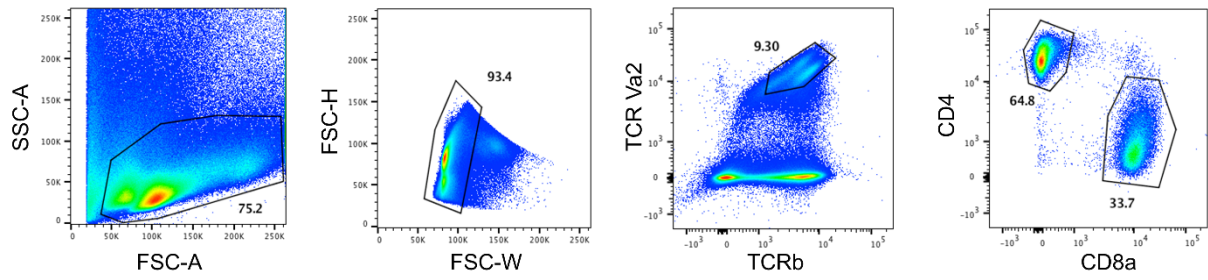 SSC-A
250K
200K
150K
100K
50K
0
75.2
50K
100K
150K
200K
250K
FSC-A
FSC-H
250K
200K
150K
100K
50K
0
93.4
0
50K
100K
150K
200K
250K
FSC-W
TCR Va2
10^5
10^4
10^3
0
-10^3
9.30
-10^3
0
10^3
10^4
10^5
TCRb
CD4
10^5
10^4
10^3
0
-10^3
64.8
33.7
-10^3
0
10^3
10^4
10^5
CD8a